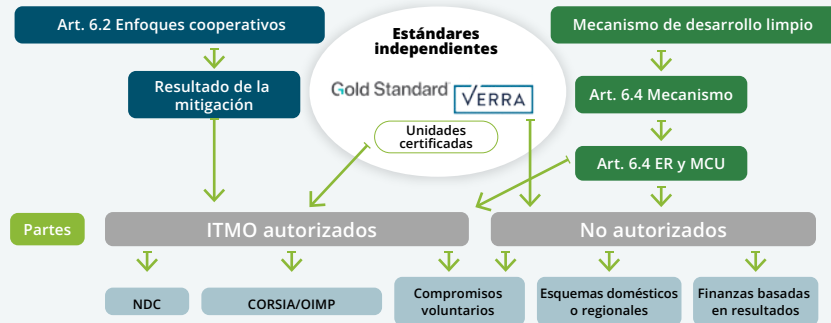 Art. 6.2 Enfoques cooperativos
Estándares
independientes
Mecanismo de desarrollo limpio
Resultado de la
mitigación
Gold Standard
VERRA
Art. 6.4 Mecanismo
Unidades
certificadas
Art. 6.4 ER y MCU
Partes
ITMO autorizados
No autorizados
NDC
CORSIA/OIMP
Compromisos
voluntarios
Esquemas domésticos
o regionales
Finanzas basadas
en resultados